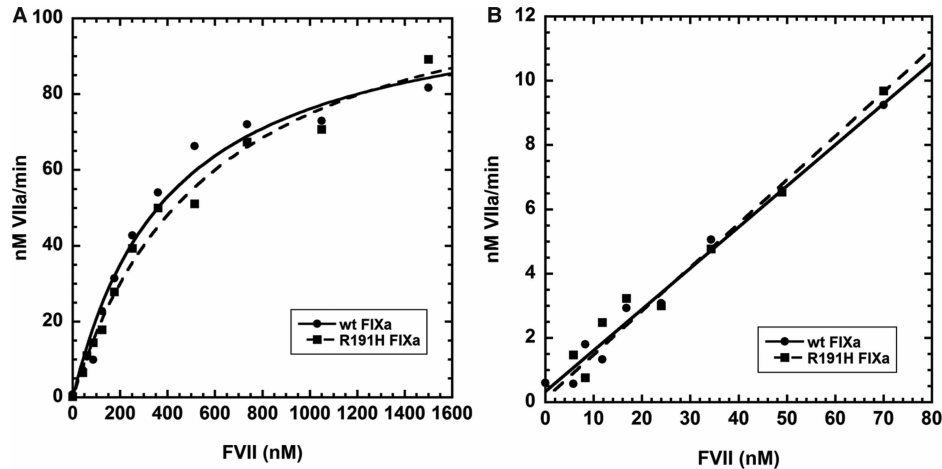 A
nM VIIa/min
100
80
60
40
20
0
0 200 400 600 800 1000 1200 1400 1600
FVII (nM)
wt FIXa
R191H FIXa
B
nM VIIa/min
12
10
8
6
4
2
0
0 10 20 30 40 50 60 70 80
FVII (nM)
wt FIXa
R191H FIXa